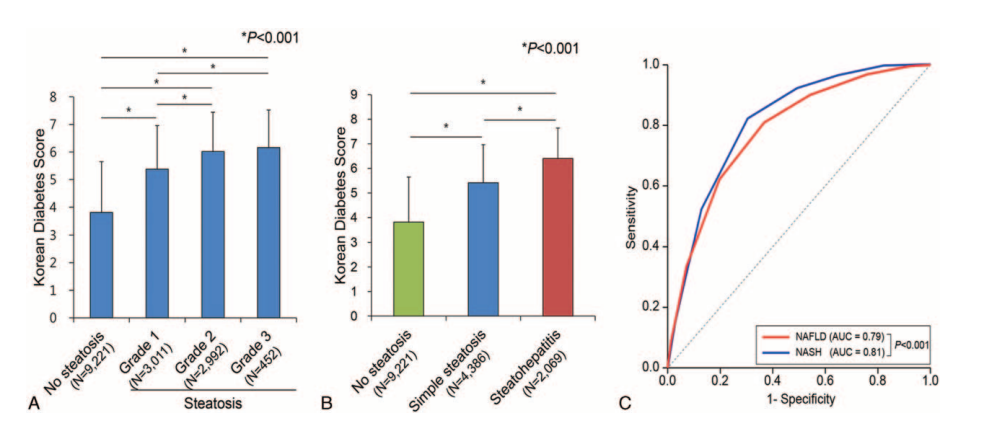 *P<0.001
*
*
*
*
*
Korean Diabetes Score
8
7
6
5
4
3
2
1
0
No steatosis
(N=9,221)
Grade 1
(N=3,011)
Grade 2
(N=2,992)
Grade 3
(N=452)
Steatosis
A
*P<0.001
*
*
*
Korean Diabetes Score
9
8
7
6
5
4
3
2
1
0
No steatosis
(N=9,221)
Simple steatosis
(N=4,386)
Steatohepatitis
(N=2,069)
B
Sensitivity
1.0
0.8
0.6
0.4
0.2
0.0
NAFLD (AUC = 0.79)
NASH (AUC = 0.81)
P<0.001
0.0 0.2 0.4 0.6 0.8 1.0
1- Specificity
C